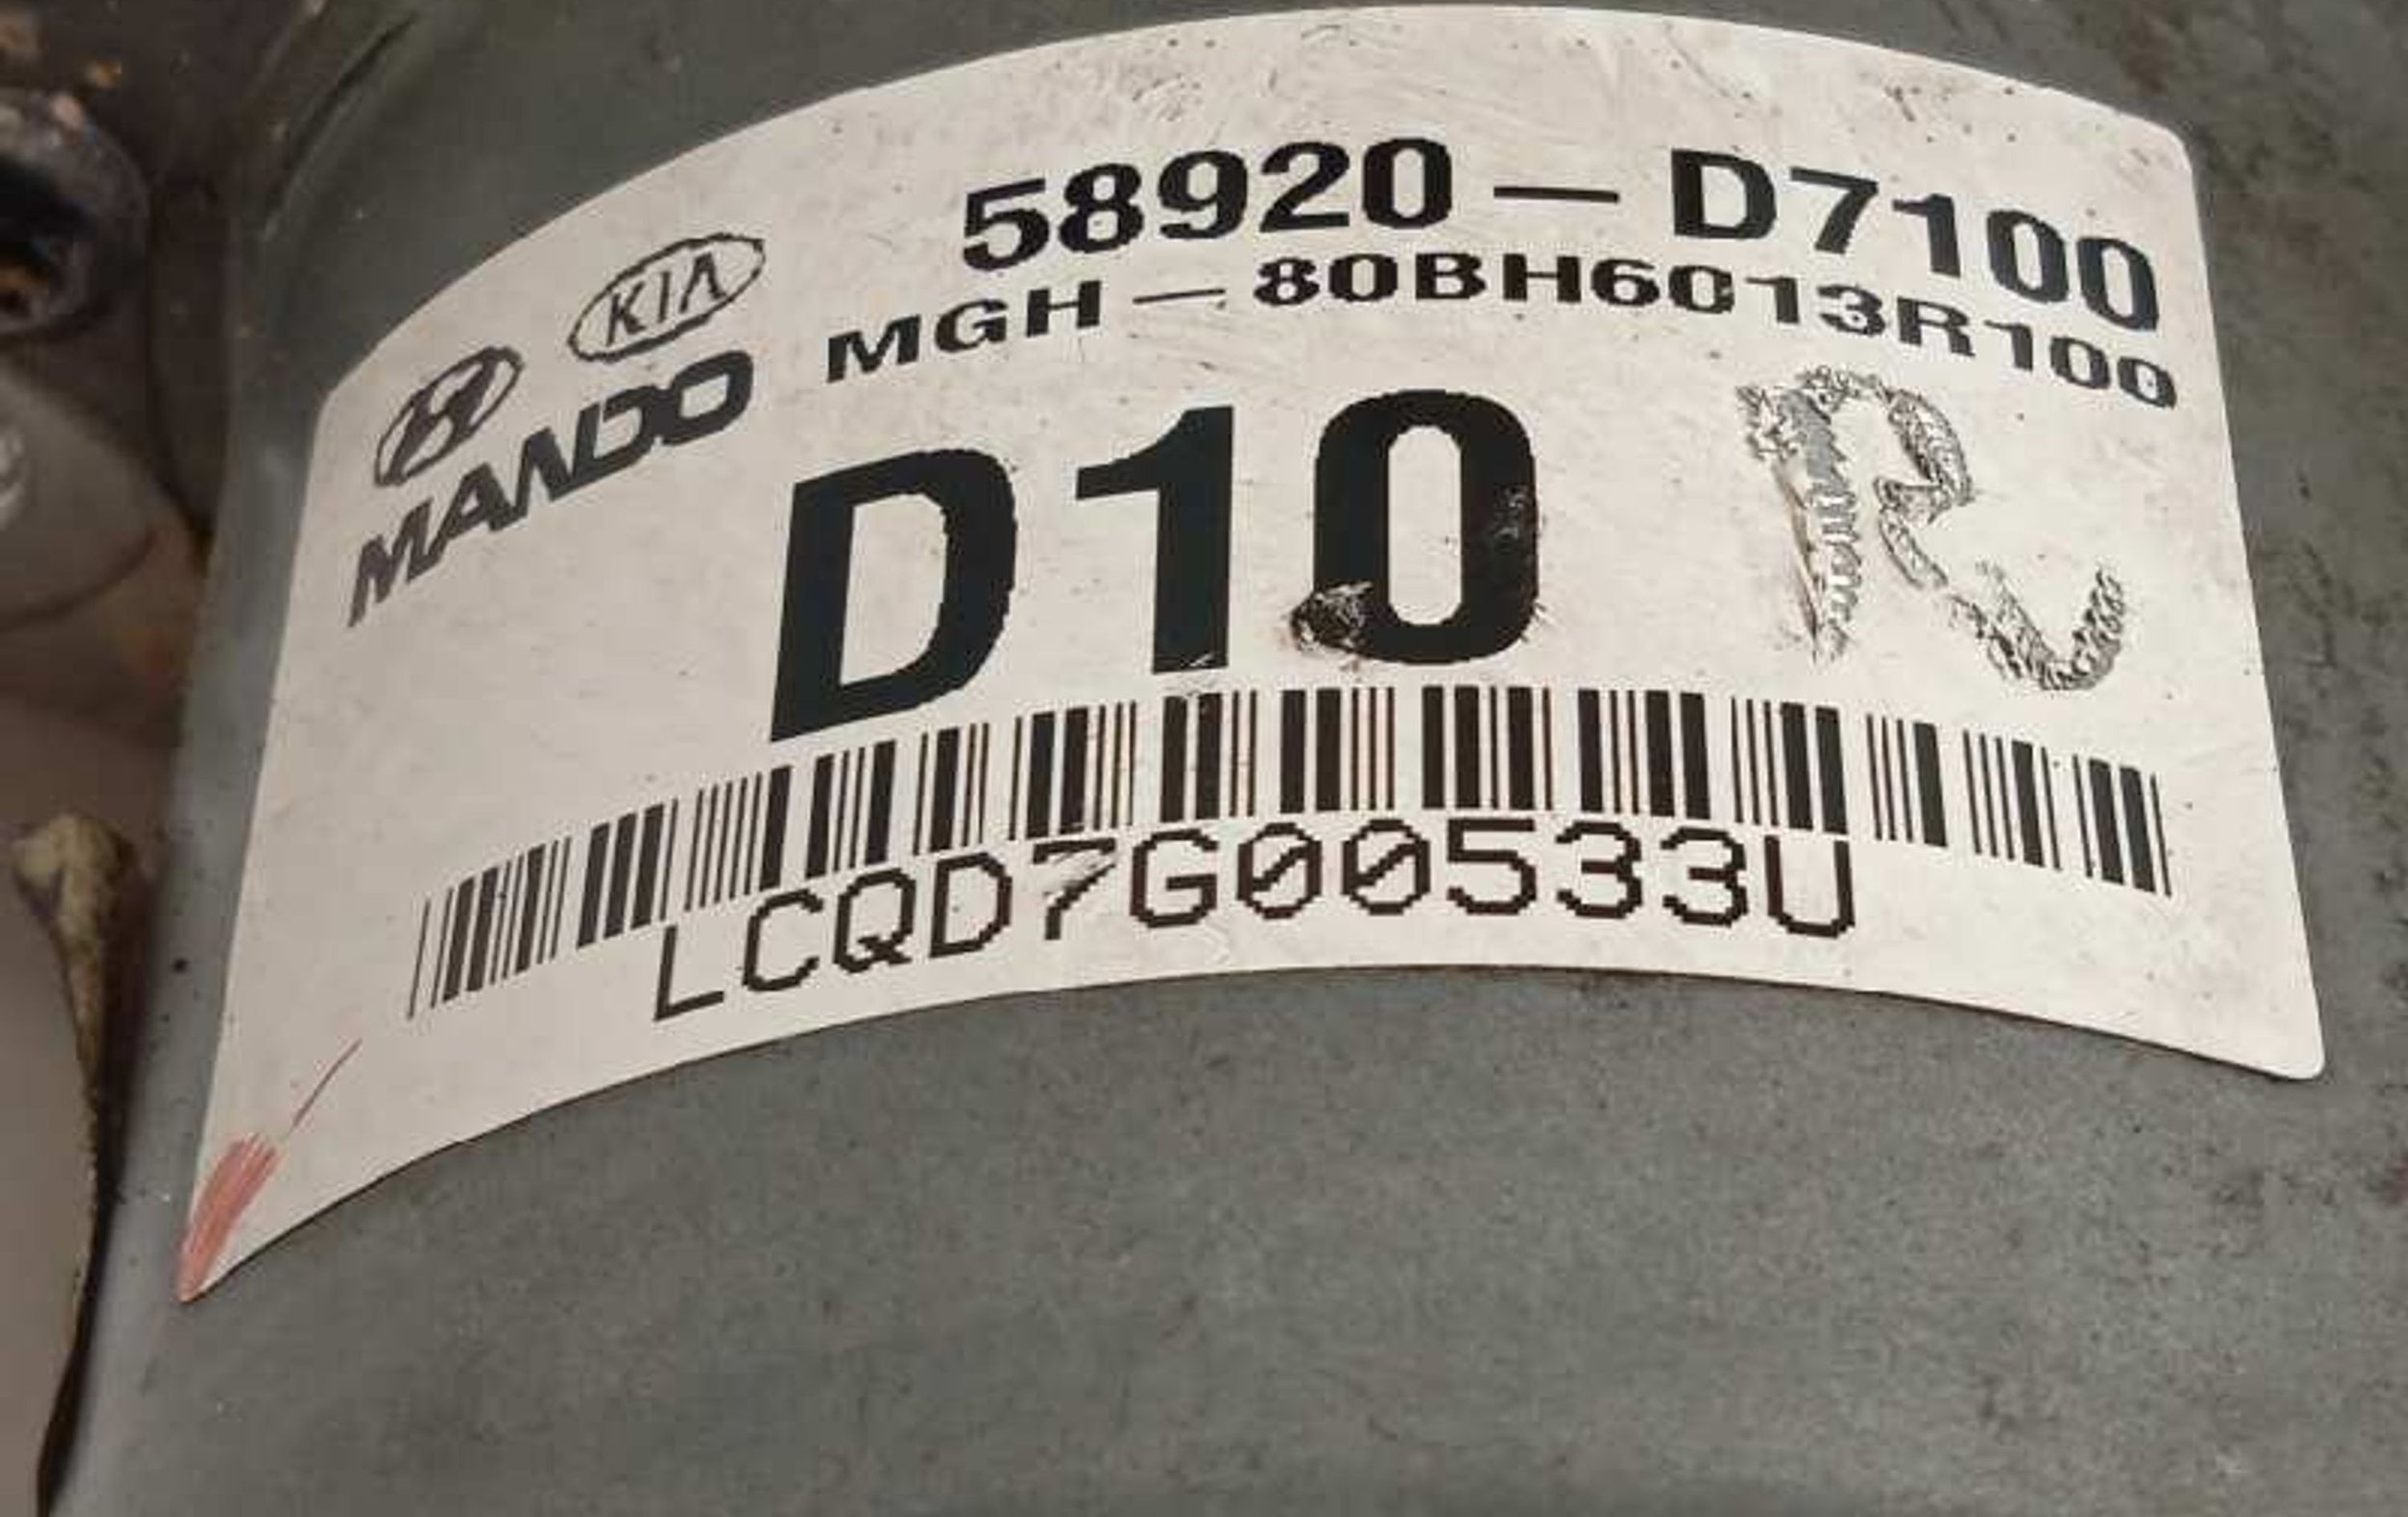 58920-D7100
KIA
MGH-80BH6013R100
MANDO
D10
R
LCQD7G00533U